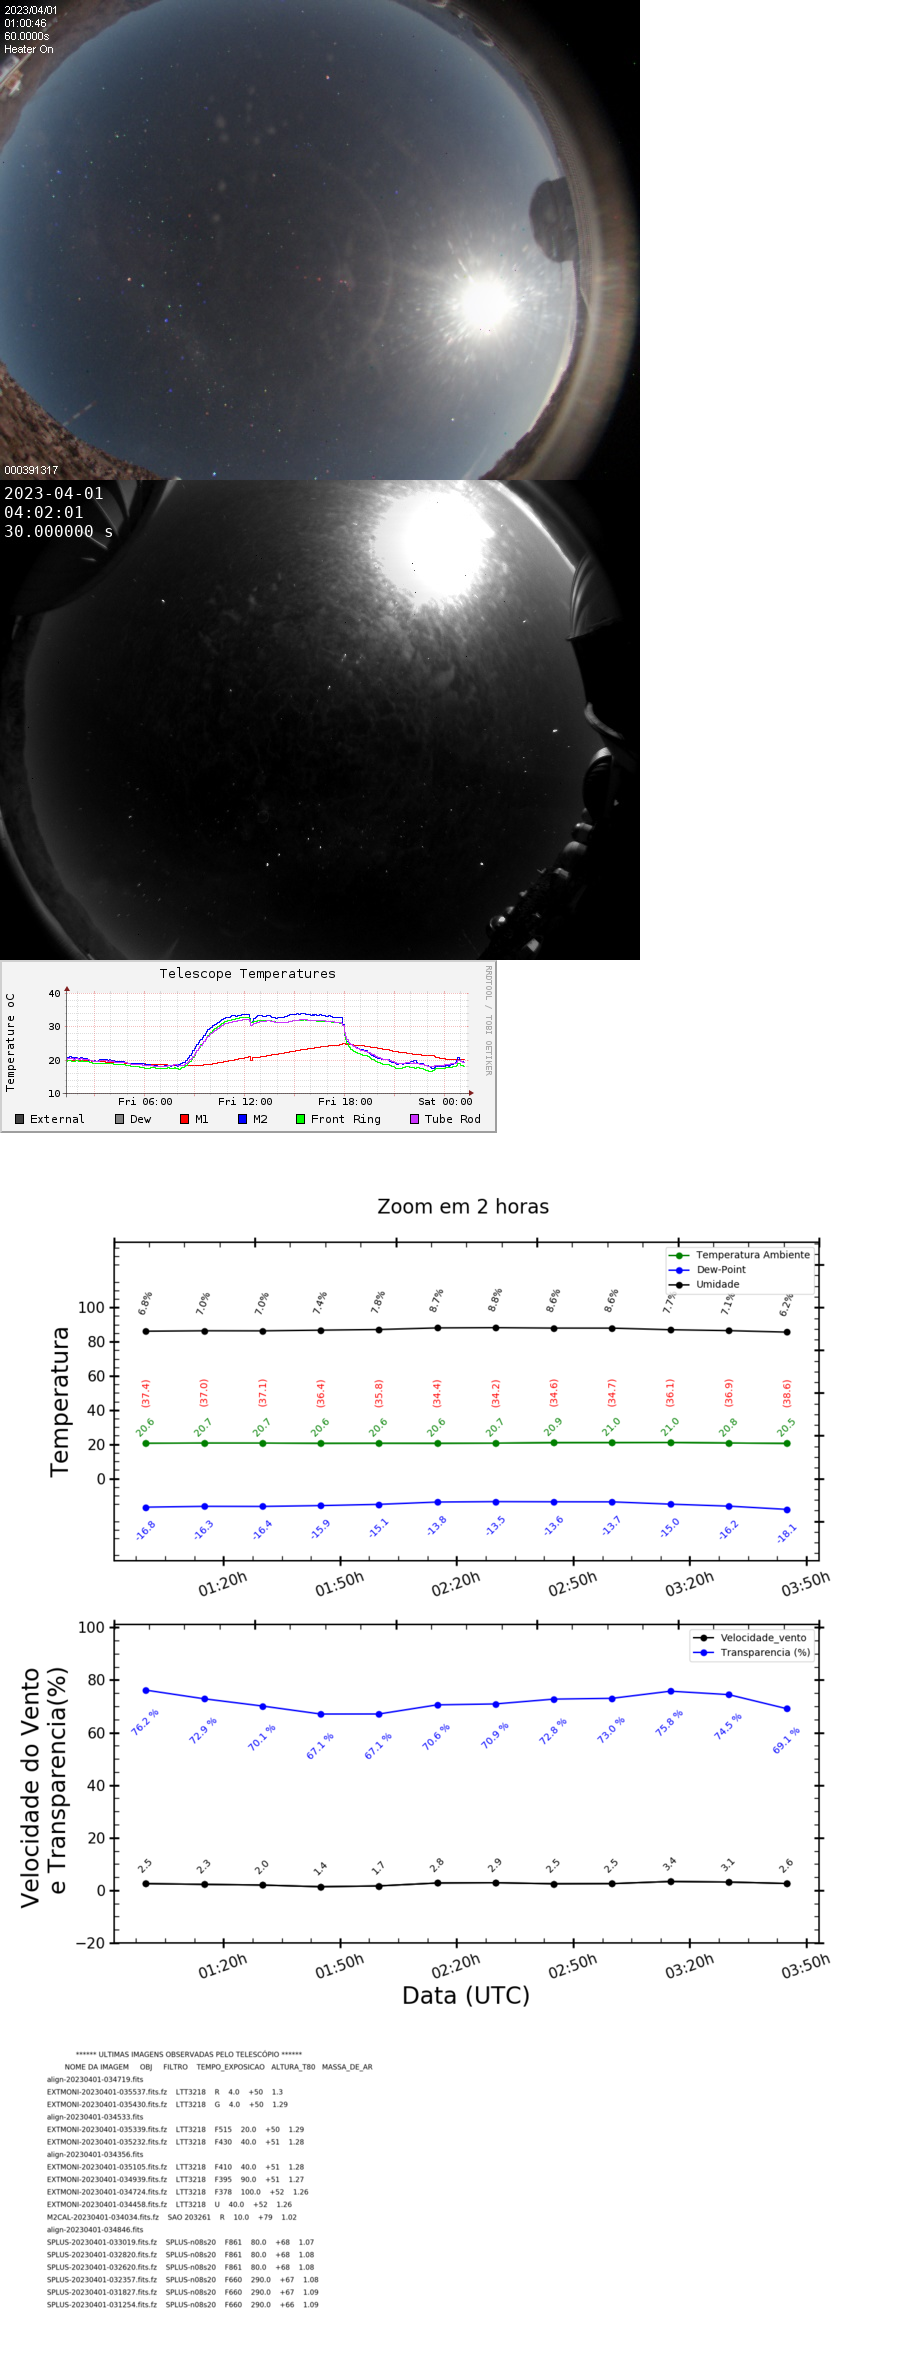 2023/04/01
01:00:46
60.0000s
Heater On
000391317
2023-04-01
04:02:01
30.000000 s
Telescope Temperatures
RRDTOOL / TOBI OETIKER
Temperature oC
40
30
20
10
Fri 06:00 Fri 12:00 Fri 18:00 Sat 00:00
External Dew M1 M2 Front Ring Tube Rod
Zoom em 2 horas
Temperatura Ambiente
Dew-Point
Umidade
Temperatura
100
80
60
40
20
0
6.8% 7.0% 7.0% 7.4% 7.8% 8.7% 8.8% 8.6% 8.6% 7.7% 7.1% 6.2%
(37.4) (37.0) (37.1) (36.4) (35.8) (34.4) (34.2) (34.6) (34.7) (36.1) (36.9) (38.6)
20.6 20.7 20.7 20.6 20.6 20.6 20.7 20.9 21.0 21.0 20.8 20.5
-16.8 -16.3 -16.4 -15.9 -15.1 -13.8 -13.5 -13.6 -13.7 -15.0 -16.2 -18.1
01:20h 01:50h 02:20h 02:50h 03:20h 03:50h
Velocidade_vento
Transparencia (%)
Velocidade do Vento
e Transparencia(%)
100
80
60
40
20
0
−20
76.2 % 72.9 % 70.1 % 67.1 % 67.1 % 70.6 % 70.9 % 72.8 % 73.0 % 75.8 % 74.5 % 69.1 %
2.5 2.3 2.0 1.4 1.7 2.8 2.9 2.5 2.5 3.4 3.1 2.6
01:20h 01:50h 02:20h 02:50h 03:20h 03:50h
Data (UTC)
****** ULTIMAS IMAGENS OBSERVADAS PELO TELESCÓPIO ******
NOME DA IMAGEM OBJ FILTRO TEMPO_EXPOSICAO ALTURA_T80 MASSA_DE_AR
align-20230401-034719.fits
EXTMONI-20230401-035537.fits.fz LTT3218 R 4.0 +50 1.3
EXTMONI-20230401-035430.fits.fz LTT3218 G 4.0 +50 1.29
align-20230401-034533.fits
EXTMONI-20230401-035339.fits.fz LTT3218 F515 20.0 +50 1.29
EXTMONI-20230401-035232.fits.fz LTT3218 F430 40.0 +51 1.28
align-20230401-034356.fits
EXTMONI-20230401-035105.fits.fz LTT3218 F410 40.0 +51 1.28
EXTMONI-20230401-034939.fits.fz LTT3218 F395 90.0 +51 1.27
EXTMONI-20230401-034724.fits.fz LTT3218 F378 100.0 +52 1.26
EXTMONI-20230401-034458.fits.fz LTT3218 U 40.0 +52 1.26
M2CAL-20230401-034034.fits.fz SAO 203261 R 10.0 +79 1.02
align-20230401-034846.fits
SPLUS-20230401-033019.fits.fz SPLUS-n08s20 F861 80.0 +68 1.07
SPLUS-20230401-032820.fits.fz SPLUS-n08s20 F861 80.0 +68 1.08
SPLUS-20230401-032620.fits.fz SPLUS-n08s20 F861 80.0 +68 1.08
SPLUS-20230401-032357.fits.fz SPLUS-n08s20 F660 290.0 +67 1.08
SPLUS-20230401-031827.fits.fz SPLUS-n08s20 F660 290.0 +67 1.09
SPLUS-20230401-031254.fits.fz SPLUS-n08s20 F660 290.0 +66 1.09